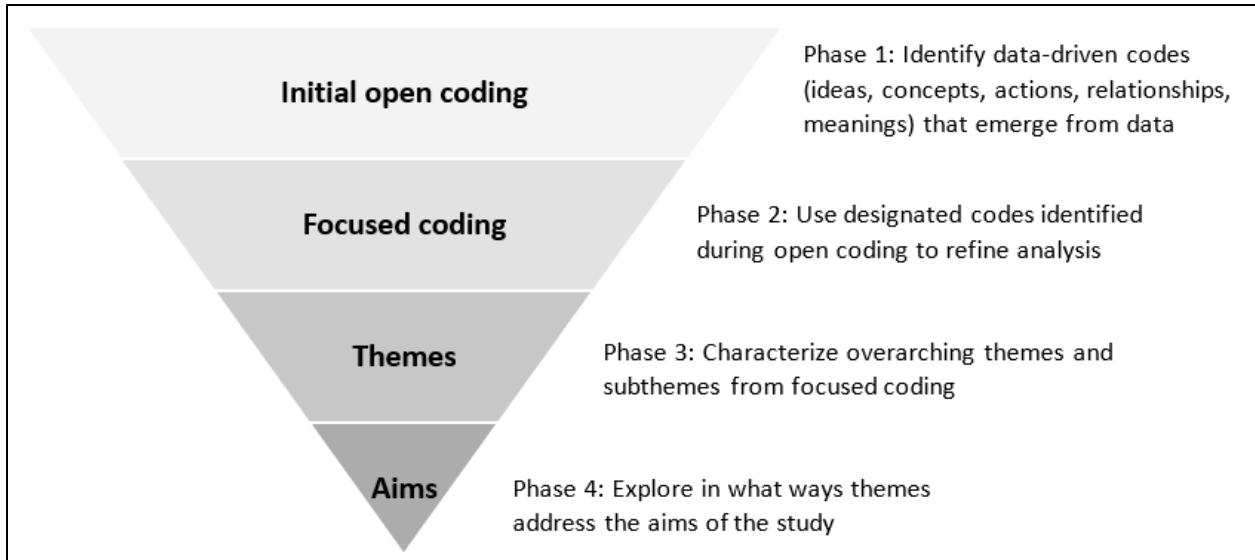 Initial open coding
Phase 1: Identify data-driven codes
(ideas, concepts, actions, relationships,
meanings) that emerge from data
Focused coding
Phase 2: Use designated codes identified
during open coding to refine analysis
Themes
Phase 3: Characterize overarching themes and
subthemes from focused coding
Aims
Phase 4: Explore in what ways themes
address the aims of the study